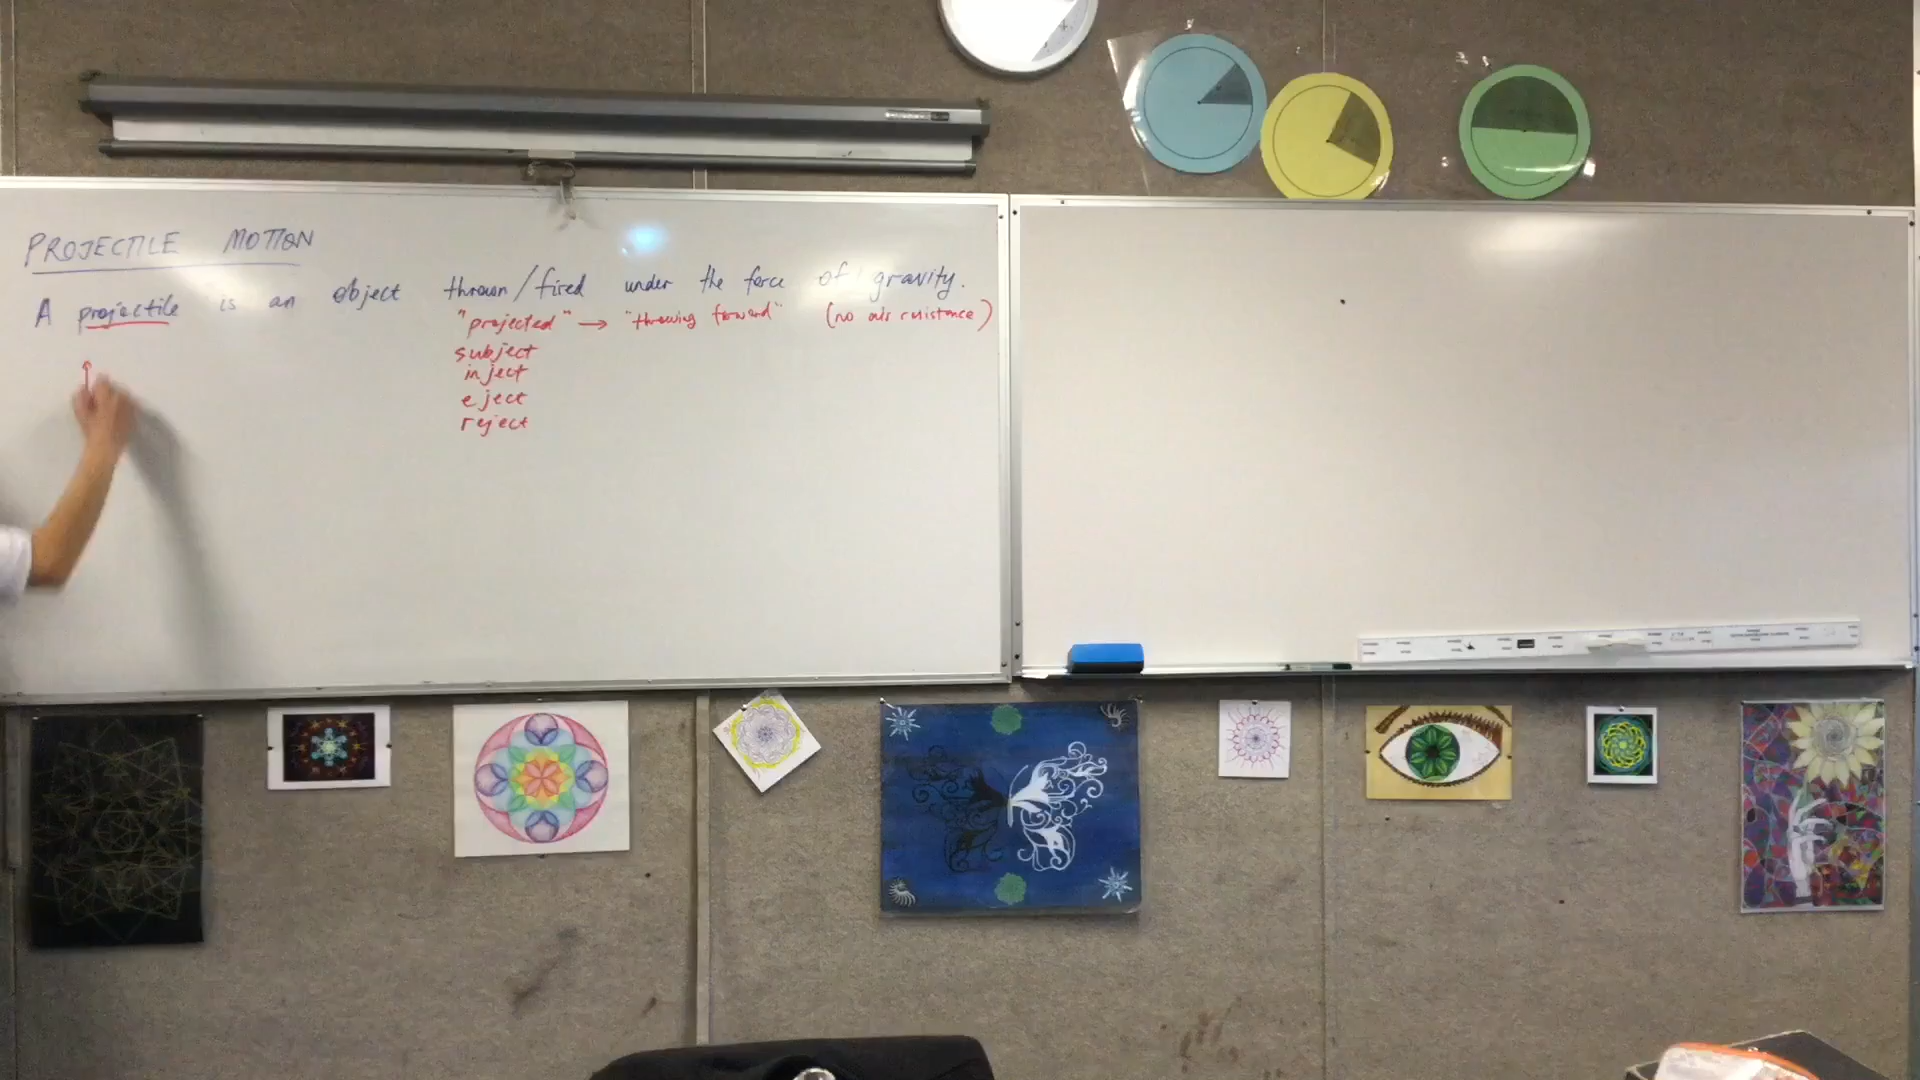 PROJECTILE MOTION
A projectile is an object thrown/fired under the force of gravity.
"projected" → "throwing forward" (no air resistance)
subject
inject
eject
reject